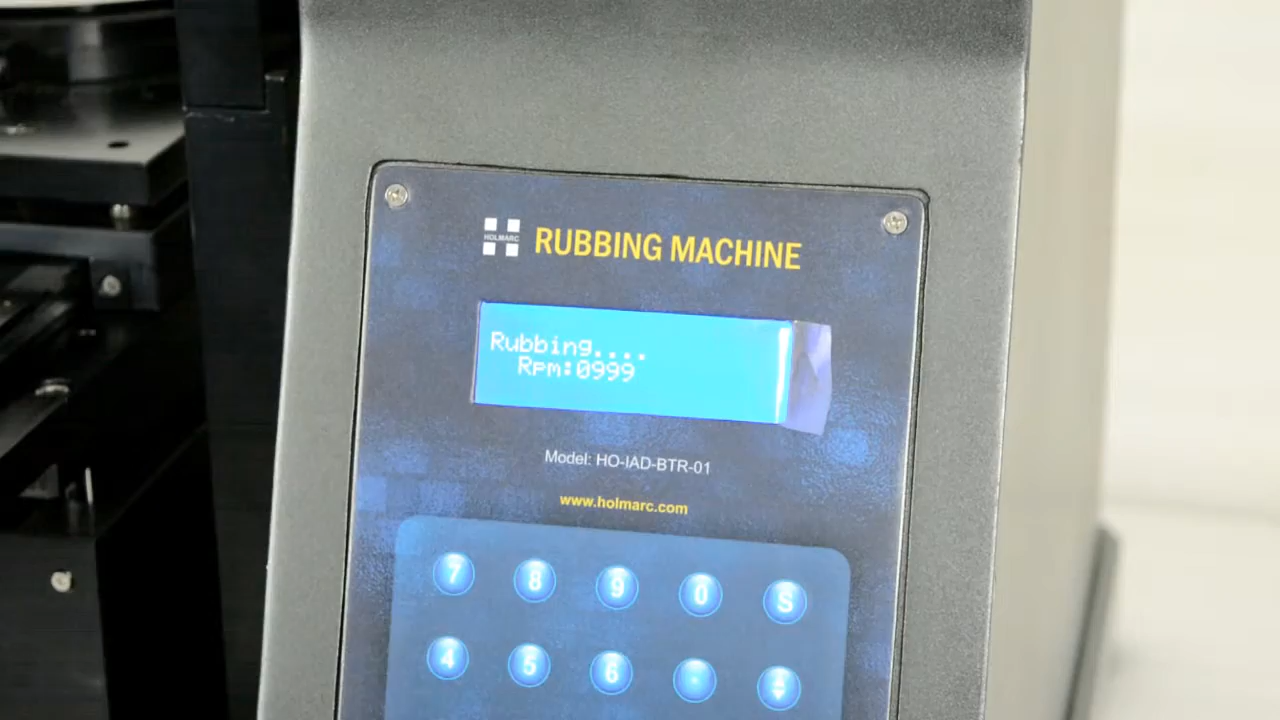 HOLMARC
RUBBING MACHINE
Rubbing....
Rpm:0999
Model: HO-IAD-BTR-01
www.holmarc.com
7 8 9 0 S
4 5 6